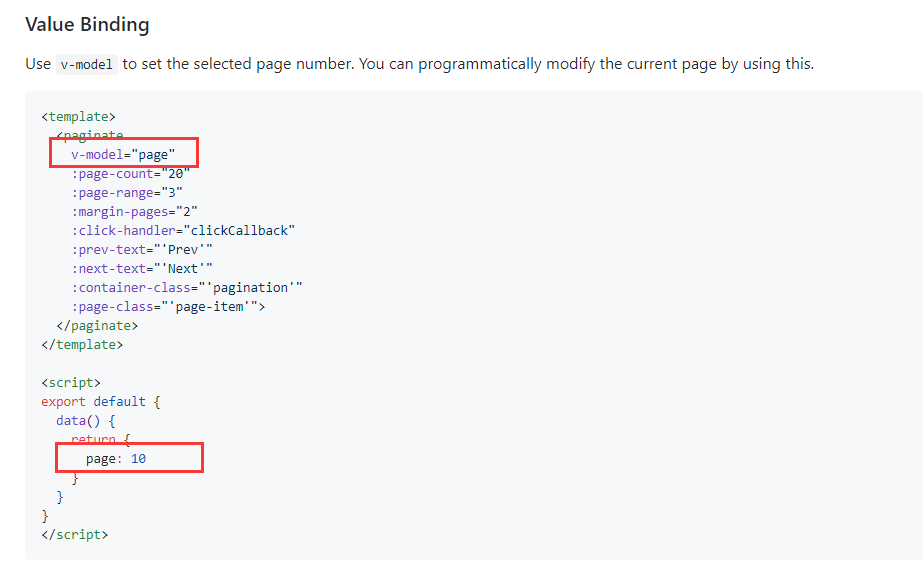 Value Binding
Use v-model to set the selected page number. You can programmatically modify the current page by using this.
<template>
  <paginate
    v-model="page"
    :page-count="20"
    :page-range="3"
    :margin-pages="2"
    :click-handler="clickCallback"
    :prev-text="'Prev'"
    :next-text="'Next'"
    :container-class="'pagination'"
    :page-class="'page-item'">
  </paginate>
</template>
<script>
export default {
  data() {
    return {
      page: 10
    }
  }
}
</script>